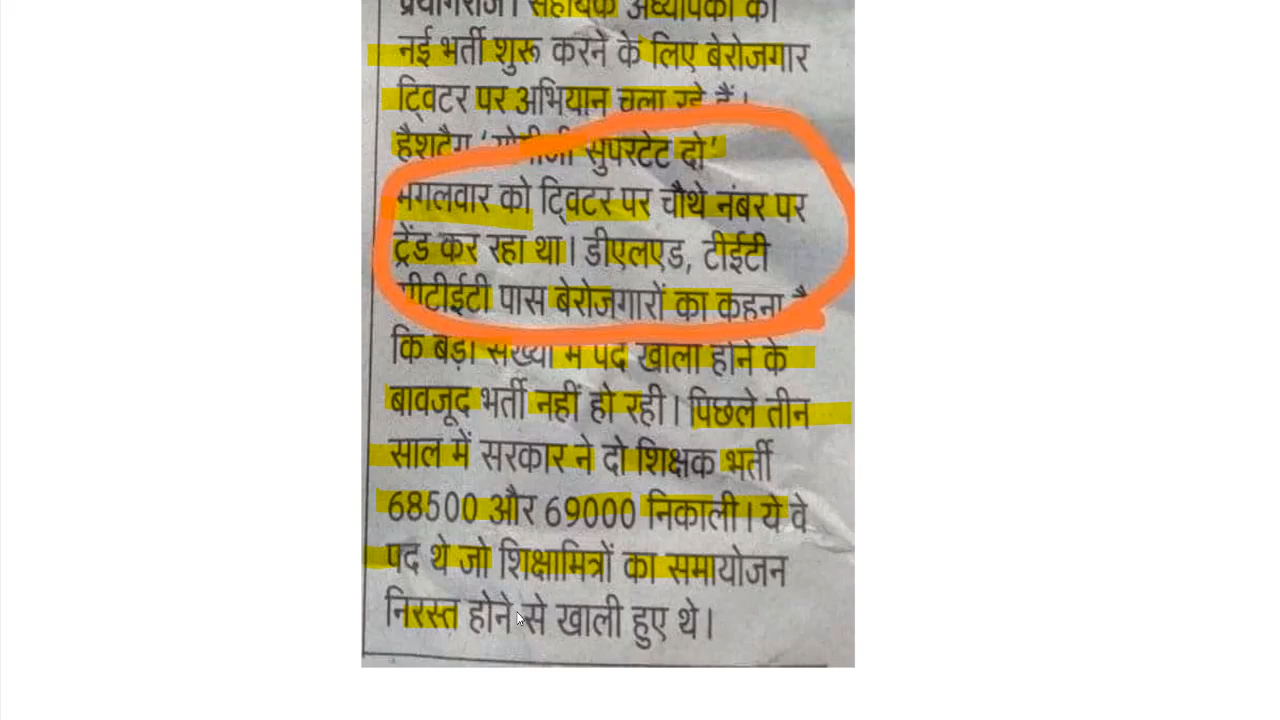 प्रयागराज। सहायक अध्यापकों की
नई भर्ती शुरू करने के लिए बेरोजगार
ट्विटर पर अभियान चला रहे हैं।
हैशटैग सुपरटेट दो'
मंगलवार को ट्विटर पर चौथे नंबर पर
ट्रेंड कर रहा था। डीएलएड, टीईटी
सीटीईटी पास बेरोजगारों का कहना है
कि बड़ी संख्या में पद खाली होने के
बावजूद भर्ती नहीं हो रही। पिछले तीन
साल में सरकार ने दो शिक्षक भर्ती
68500 और 69000 निकाली। ये वे
पद थे जो शिक्षामित्रों का समायोजन
निरस्त होने से खाली हुए थे।